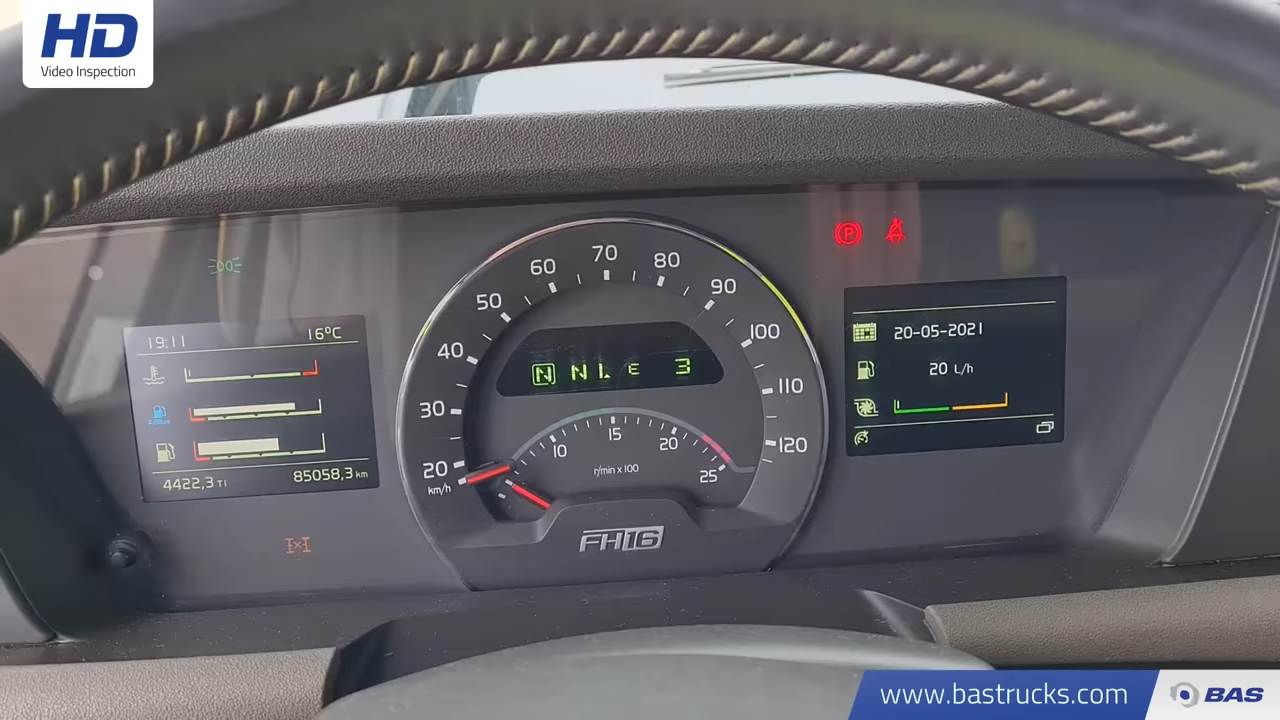 HD
Video Inspection
19:11
16°C
AdBlue
4422,3 TI
85058,3 km
20
30
40
50
60
70
80
90
100
110
120
km/h
N N L E 3
10
15
20
25
r/min x 100
FH16
P
20-05-2021
20 L/h
www.bastrucks.com
BAS